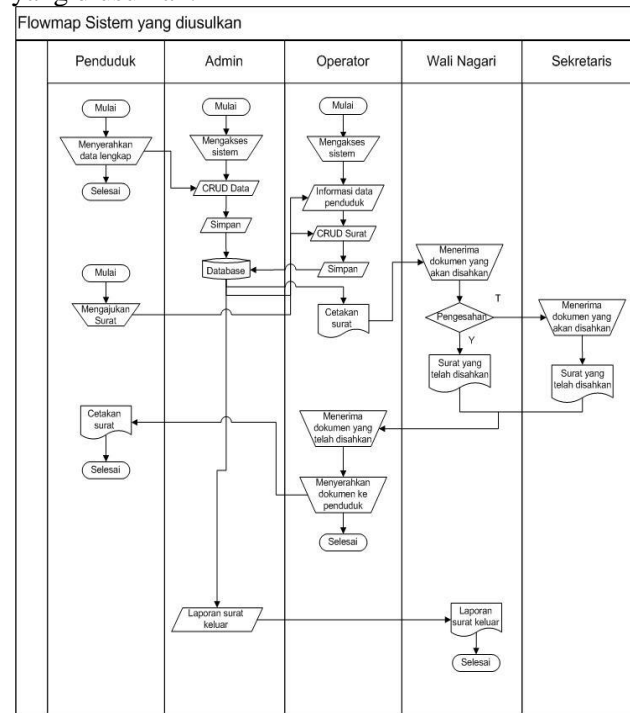 yang diusulkan.
Flowmap Sistem yang diusulkan
Penduduk
Admin
Operator
Wali Nagari
Sekretaris
Mulai
Menyerahkan
data lengkap
Selesai
Mulai
Mengajukan
Surat
Cetakan
surat
Selesai
Mulai
Mengakses
sistem
CRUD Data
Simpan
Database
Laporan surat
keluar
Mulai
Mengakses
sistem
Informasi data
penduduk
CRUD Surat
Simpan
Cetakan
surat
Menerima
dokumen yang
telah disahkan
Menyerahkan
dokumen ke
penduduk
Selesai
Menerima
dokumen yang
akan disahkan
Pengesahan
T
Y
Surat yang
telah disahkan
Laporan
surat keluar
Selesai
Menerima
dokumen yang
akan disahkan
Surat yang
telah disahkan